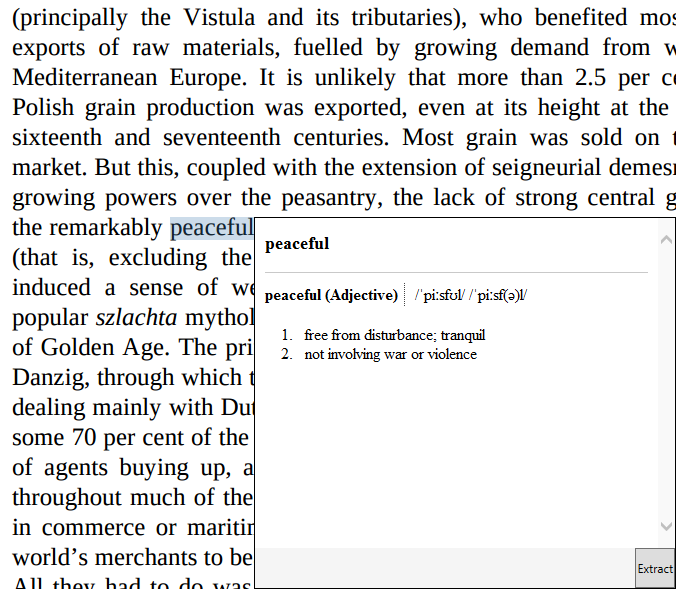 (principally the Vistula and its tributaries), who benefited mos
exports of raw materials, fuelled by growing demand from w
Mediterranean Europe. It is unlikely that more than 2.5 per ce
Polish grain production was exported, even at its height at the
sixteenth and seventeenth centuries. Most grain was sold on t
market. But this, coupled with the extension of seigneurial demesn
growing powers over the peasantry, the lack of strong central g
the remarkably peaceful
(that is, excluding the
induced a sense of we
popular szlachta mythol
of Golden Age. The pri
Danzig, through which t
dealing mainly with Dut
some 70 per cent of the
of agents buying up, a
throughout much of the
in commerce or maritim
world’s merchants to be
All they had to do was
peaceful
peaceful (Adjective) /ˈpiːsfʊl/ /ˈpiːsf(ə)l/
1. free from disturbance; tranquil
2. not involving war or violence
Extract